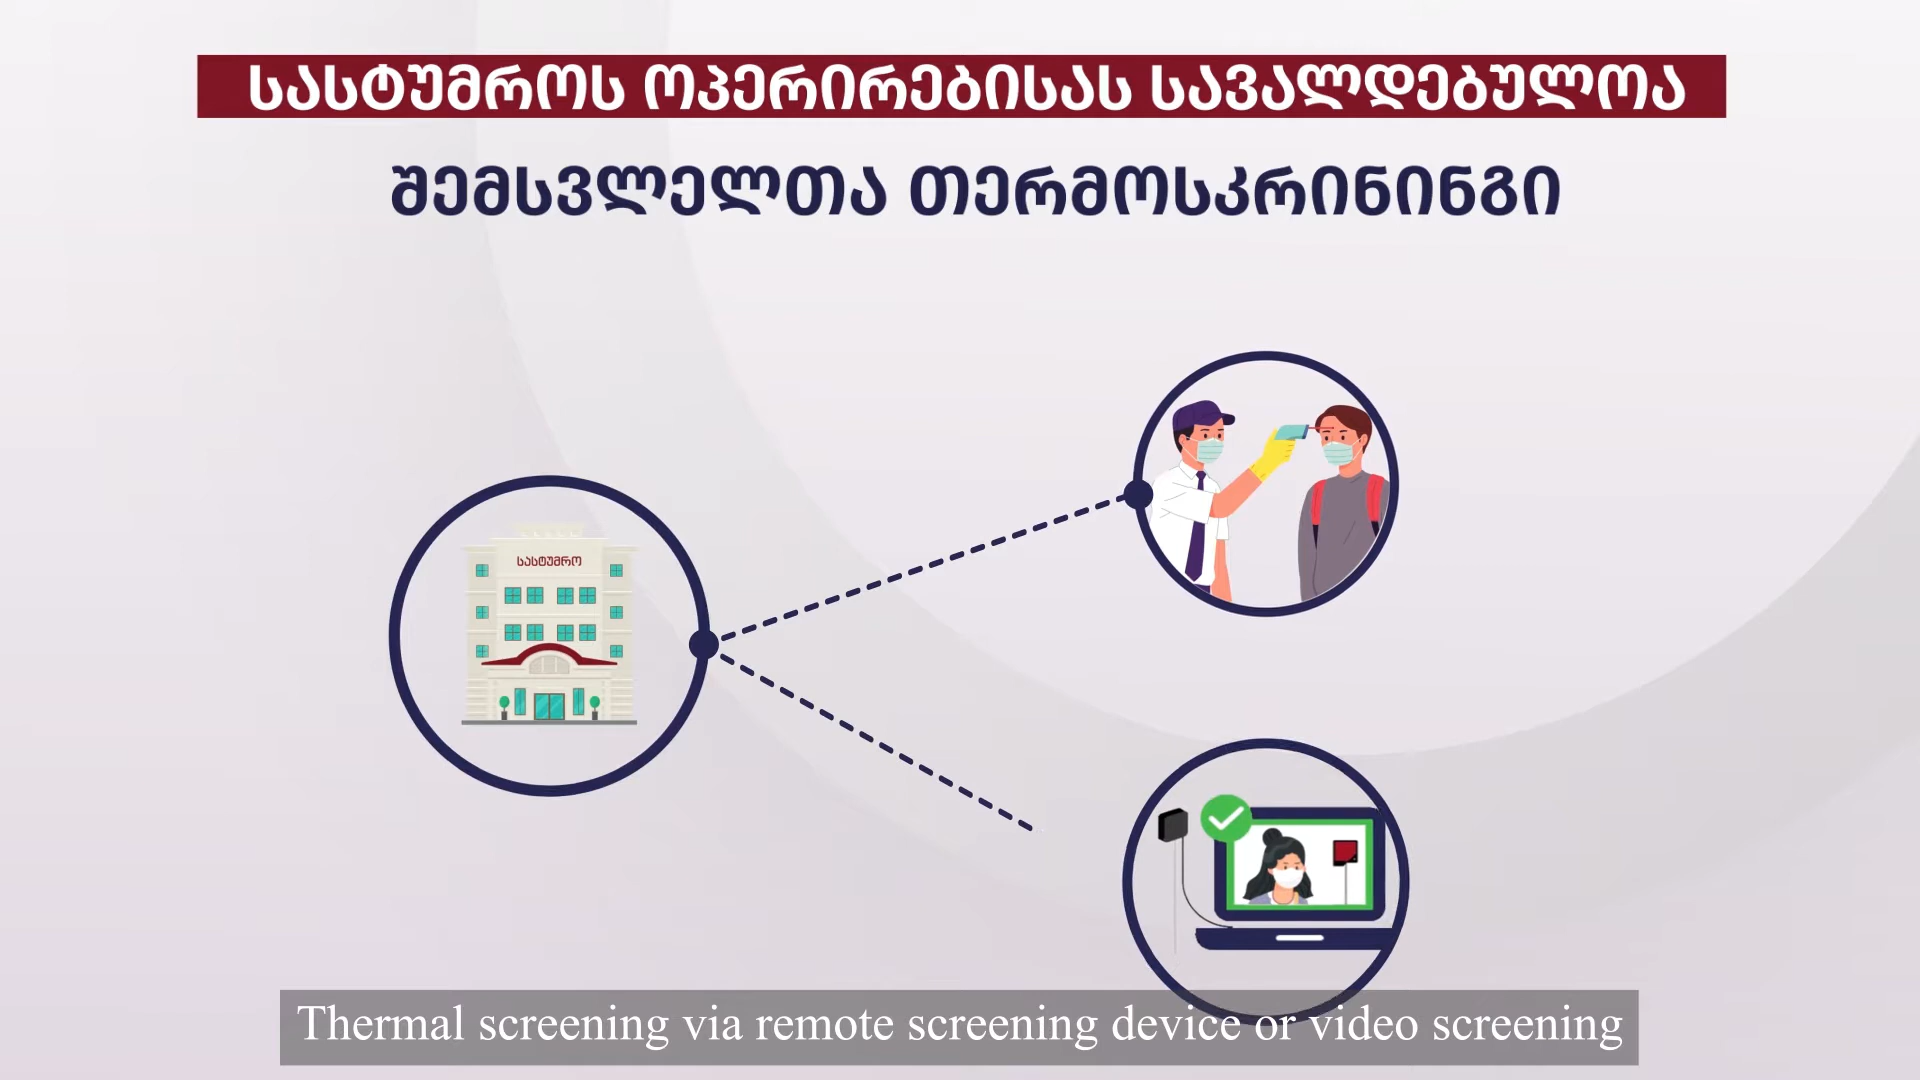 სასტუმროს ოპერირებისას სავალდებულოა
შემსვლელთა თერმოსკრინინგი
სასტუმრო
Thermal screening via remote screening device or video screening